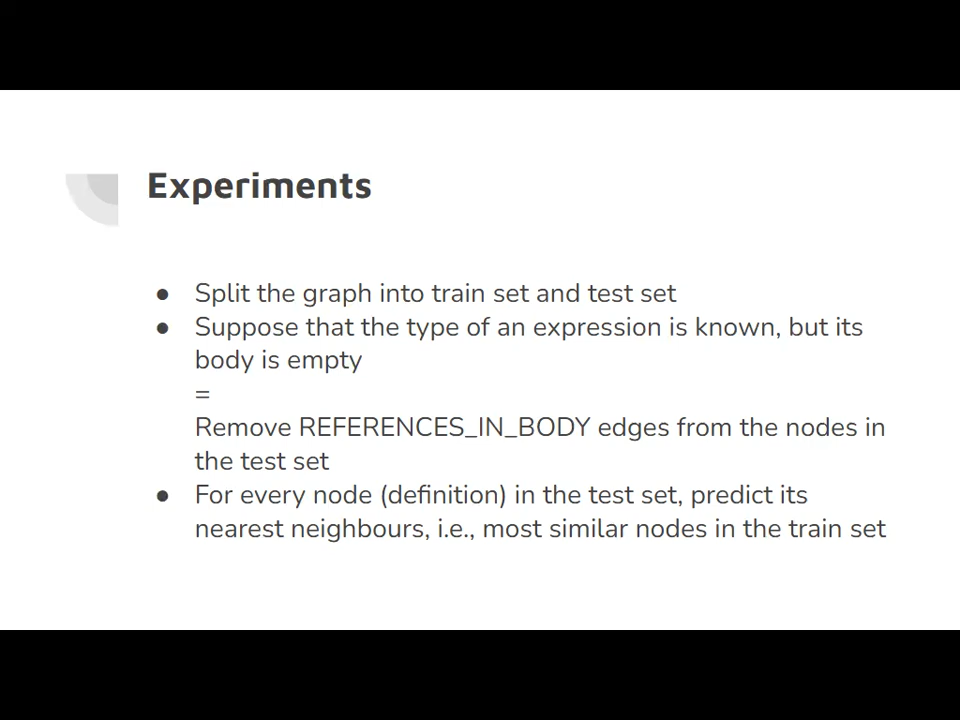 Experiments
● Split the graph into train set and test set
● Suppose that the type of an expression is known, but its
body is empty
=
Remove REFERENCES_IN_BODY edges from the nodes in
the test set
● For every node (definition) in the test set, predict its
nearest neighbours, i.e., most similar nodes in the train set